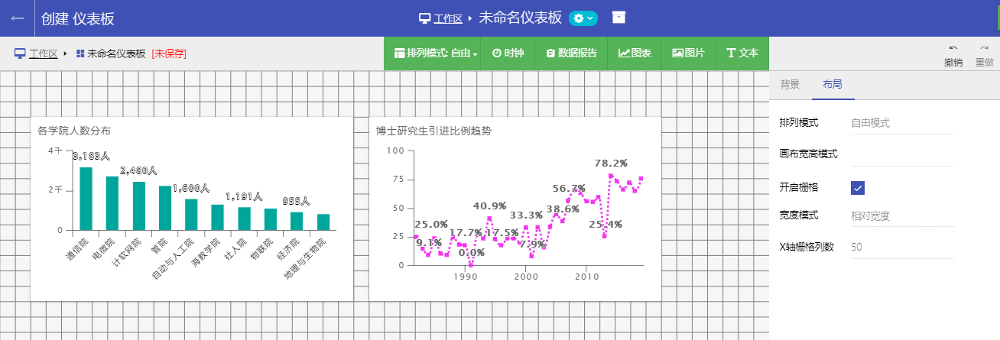 ← 创建 仪表板
工作区 ▸ 未命名仪表板
工作区 ▸ 未命名仪表板 [未保存]
排列模式: 自由
时钟
数据报告
图表
图片
文本
撤销
重做
背景
布局
排列模式 自由模式
画布宽高模式
开启栅格
宽度模式 相对宽度
X轴栅格列数 50
各学院人数分布
4千
2千
0
3,183人
2,480人
1,600人
1,191人
955人
通信院
电微院
计软网院
管院
自动与人工院
海教学院
社人院
物联院
经济院
地理与生物院
博士研究生引进比例趋势
100
75
50
25
0
25.0%
9.1%
17.7%
0.0%
40.9%
17.5%
33.3%
7.9%
38.6%
56.7%
25.4%
78.2%
1990
2000
2010